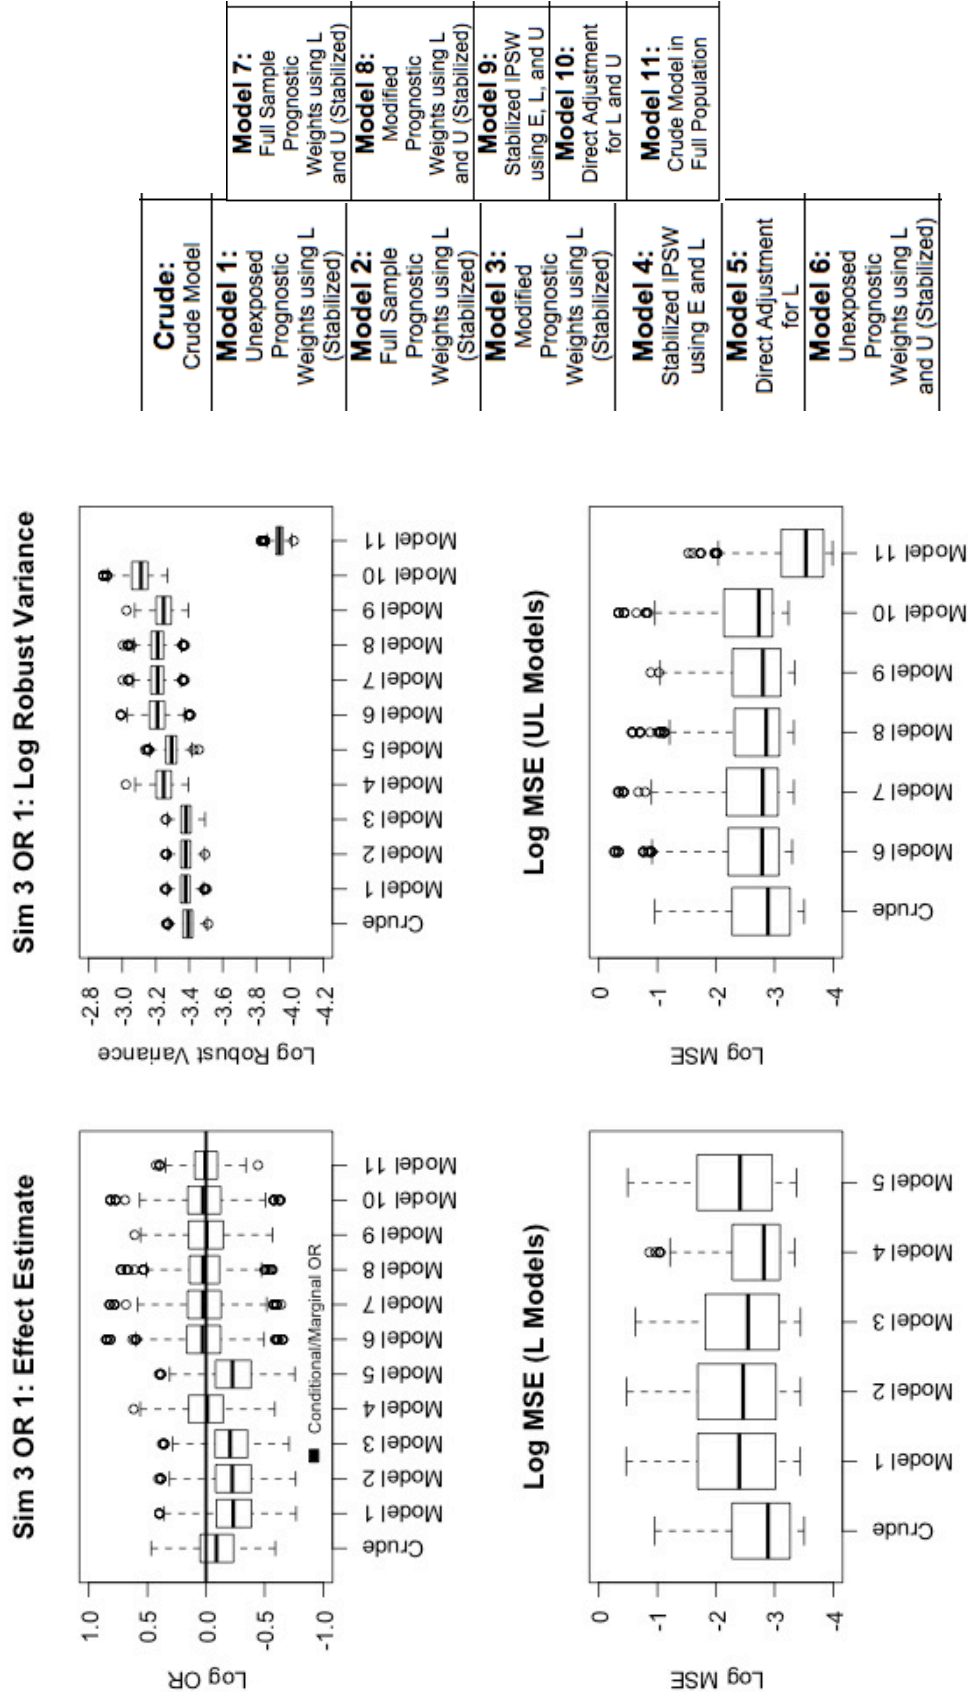 Sim 3 OR 1: Effect Estimate
Log OR
1.0
0.5
0.0
-0.5
-1.0
Crude
Model 1
Model 2
Model 3
Model 4
Model 5
Model 6
Model 7
Model 8
Model 9
Model 10
Model 11
Conditional/Marginal OR
Sim 3 OR 1: Log Robust Variance
Log Robust Variance
-2.8
-3.0
-3.2
-3.4
-3.6
-3.8
-4.0
-4.2
Crude
Model 1
Model 2
Model 3
Model 4
Model 5
Model 6
Model 7
Model 8
Model 9
Model 10
Model 11
Log MSE (L Models)
Log MSE
0
-1
-2
-3
-4
Crude
Model 1
Model 2
Model 3
Model 4
Model 5
Log MSE (UL Models)
Log MSE
0
-1
-2
-3
-4
Crude
Model 6
Model 7
Model 8
Model 9
Model 10
Model 11
Crude:
Crude Model
Model 1:
Unexposed
Prognostic
Weights using L
(Stabilized)
Model 2:
Full Sample
Prognostic
Weights using L
(Stabilized)
Model 3:
Modified
Prognostic
Weights using L
(Stabilized)
Model 4:
Stabilized IPSW
using E and L
Model 5:
Direct Adjustment
for L
Model 6:
Unexposed
Prognostic
Weights using L
and U (Stabilized)
Model 7:
Full Sample
Prognostic
Weights using L
and U (Stabilized)
Model 8:
Modified
Prognostic
Weights using L
and U (Stabilized)
Model 9:
Stabilized IPSW
using E, L, and U
Model 10:
Direct Adjustment
for L and U
Model 11:
Crude Model in
Full Population